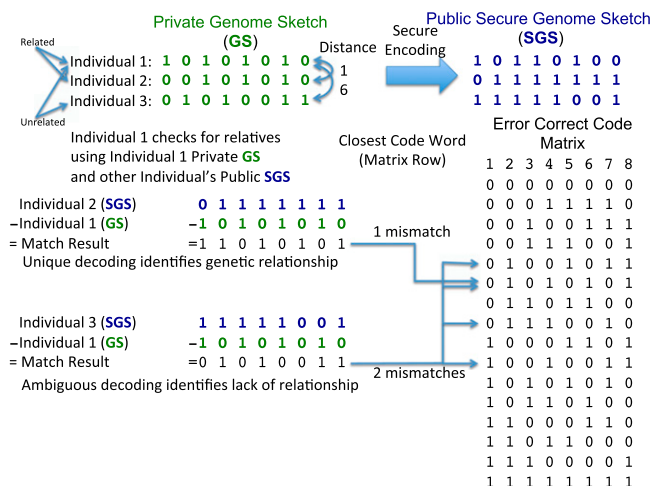 Private Genome Sketch
(GS)
Public Secure Genome Sketch
(SGS)
Related
Unrelated
Distance
1
6
Secure
Encoding
Individual 1: 1 0 1 0 1 0 1 0
Individual 2: 0 0 1 0 1 0 1 0
Individual 3: 0 1 0 1 0 0 1 1
1 0 1 1 0 1 0 0
0 1 1 1 1 1 1 1
1 1 1 1 1 0 0 1
Individual 1 checks for relatives
using Individual 1 Private GS
and other Individual's Public SGS
Closest Code Word
(Matrix Row)
Individual 2 (SGS) 0 1 1 1 1 1 1 1
−Individual 1 (GS) −1 0 1 0 1 0 1 0
= Match Result =1 1 0 1 0 1 0 1
Unique decoding identifies genetic relationship
1 mismatch
Individual 3 (SGS) 1 1 1 1 1 0 0 1
−Individual 1 (GS) −1 0 1 0 1 0 1 0
= Match Result =0 1 0 1 0 0 1 1
Ambiguous decoding identifies lack of relationship
2 mismatches
Error Correct Code
Matrix
1 2 3 4 5 6 7 8
0 0 0 0 0 0 0 0
0 0 0 1 1 1 1 0
0 0 1 0 0 1 1 1
0 0 1 1 1 0 0 1
0 1 0 0 1 0 1 1
0 1 0 1 0 1 0 1
0 1 1 0 1 1 0 0
0 1 1 1 0 0 1 0
1 0 0 0 1 1 0 1
1 0 0 1 0 0 1 1
1 0 1 0 1 0 1 0
1 0 1 1 0 1 0 0
1 1 0 0 0 1 1 0
1 1 0 1 1 0 0 0
1 1 1 0 0 0 0 1
1 1 1 1 1 1 1 1